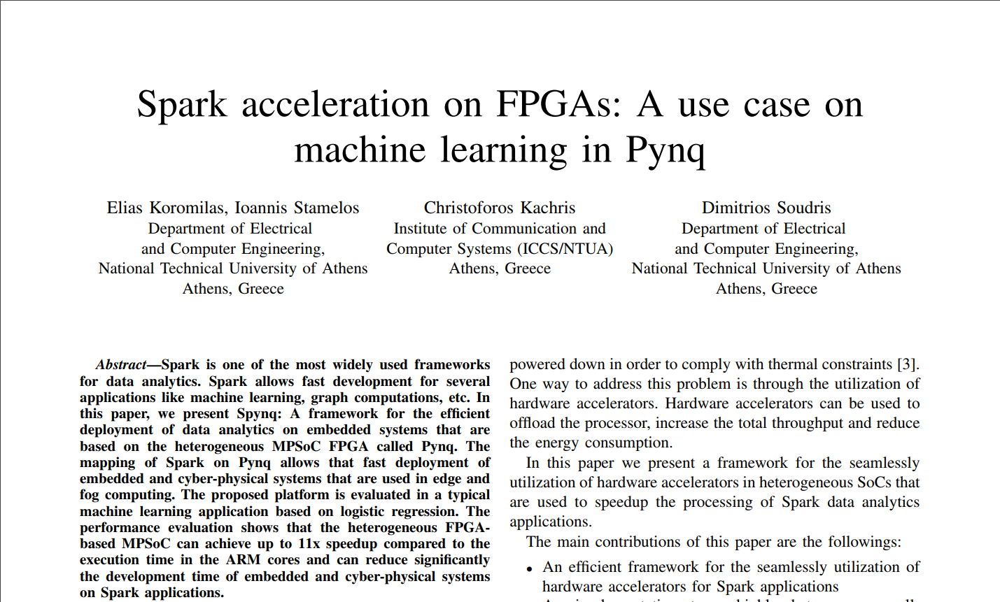 Spark acceleration on FPGAs: A use case on
machine learning in Pynq
Elias Koromilas, Ioannis Stamelos
Department of Electrical
and Computer Engineering,
National Technical University of Athens
Athens, Greece
Christoforos Kachris
Institute of Communication and
Computer Systems (ICCS/NTUA)
Athens, Greece
Dimitrios Soudris
Department of Electrical
and Computer Engineering,
National Technical University of Athens
Athens, Greece
Abstract—Spark is one of the most widely used frameworks
for data analytics. Spark allows fast development for several
applications like machine learning, graph computations, etc. In
this paper, we present Spynq: A framework for the efficient
deployment of data analytics on embedded systems that are
based on the heterogeneous MPSoC FPGA called Pynq. The
mapping of Spark on Pynq allows that fast deployment of
embedded and cyber-physical systems that are used in edge and
fog computing. The proposed platform is evaluated in a typical
machine learning application based on logistic regression. The
performance evaluation shows that the heterogeneous FPGA-
based MPSoC can achieve up to 11x speedup compared to the
execution time in the ARM cores and can reduce significantly
the development time of embedded and cyber-physical systems
on Spark applications.
powered down in order to comply with thermal constraints [3].
One way to address this problem is through the utilization of
hardware accelerators. Hardware accelerators can be used to
offload the processor, increase the total throughput and reduce
the energy consumption.
In this paper we present a framework for the seamlessly
utilization of hardware accelerators in heterogeneous SoCs that
are used to speedup the processing of Spark data analytics
applications.
The main contributions of this paper are the followings:
• An efficient framework for the seamlessly utilization of
hardware accelerators for Spark applications